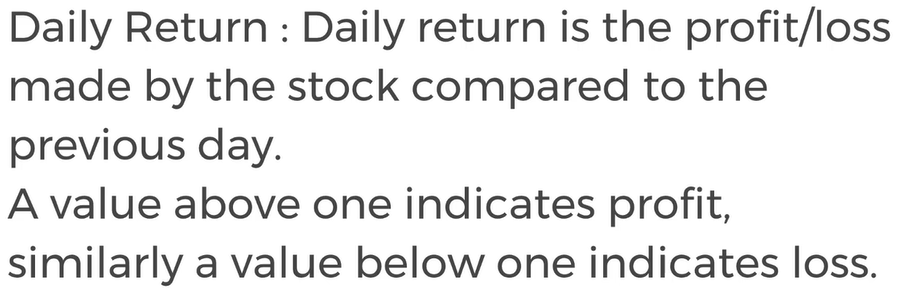 Daily Return : Daily return is the profit/loss
made by the stock compared to the
previous day.
A value above one indicates profit,
similarly a value below one indicates loss.